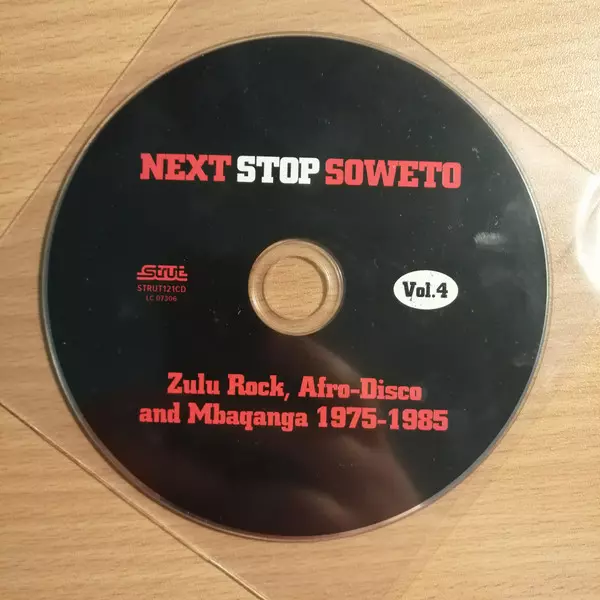 NEXT STOP SOWETO
Strut
STRUT121CD
LC 07306
Vol.4
Zulu Rock, Afro-Disco
and Mbaqanga 1975-1985